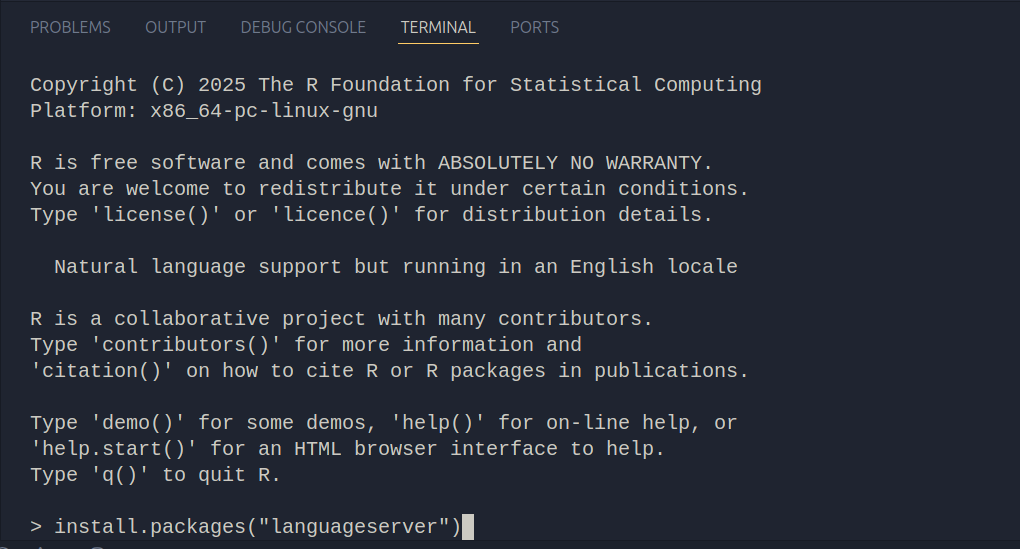 PROBLEMS OUTPUT DEBUG CONSOLE TERMINAL PORTS
Copyright (C) 2025 The R Foundation for Statistical Computing
Platform: x86_64-pc-linux-gnu
R is free software and comes with ABSOLUTELY NO WARRANTY.
You are welcome to redistribute it under certain conditions.
Type 'license()' or 'licence()' for distribution details.
Natural language support but running in an English locale
R is a collaborative project with many contributors.
Type 'contributors()' for more information and
'citation()' on how to cite R or R packages in publications.
Type 'demo()' for some demos, 'help()' for on-line help, or
'help.start()' for an HTML browser interface to help.
Type 'q()' to quit R.
> install.packages("languageserver")